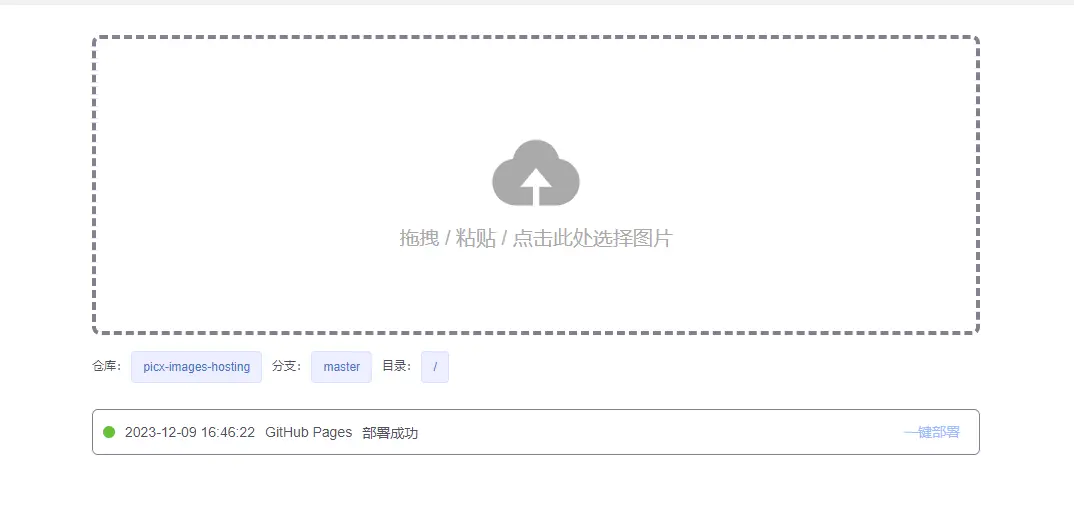 拖拽 / 粘贴 / 点击此处选择图片
仓库： picx-images-hosting 分支： master 目录： /
2023-12-09 16:46:22 GitHub Pages 部署成功 一键部署